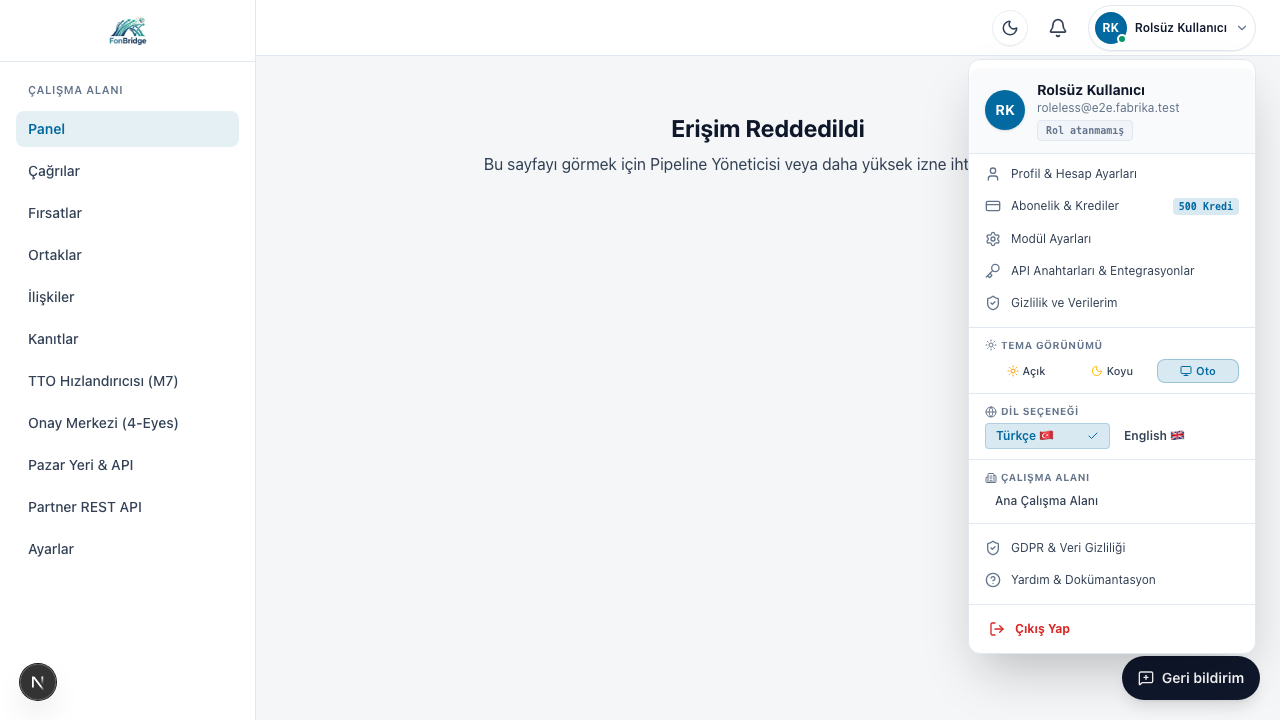 FonBridge
ÇALIŞMA ALANI
Panel
Çağrılar
Fırsatlar
Ortaklar
İlişkiler
Kanıtlar
TTO Hızlandırıcısı (M7)
Onay Merkezi (4-Eyes)
Pazar Yeri & API
Partner REST API
Ayarlar
N
RK Rolsüz Kullanıcı
Erişim Reddedildi
Bu sayfayı görmek için Pipeline Yöneticisi veya daha yüksek izne iht
RK
Rolsüz Kullanıcı
roleless@e2e.fabrika.test
Rol atanmamış
Profil & Hesap Ayarları
Abonelik & Krediler 500 Kredi
Modül Ayarları
API Anahtarları & Entegrasyonlar
Gizlilik ve Verilerim
TEMA GÖRÜNÜMÜ
Açık Koyu Oto
DİL SEÇENEĞİ
Türkçe English
ÇALIŞMA ALANI
Ana Çalışma Alanı
GDPR & Veri Gizliliği
Yardım & Dokümantasyon
Çıkış Yap
Geri bildirim